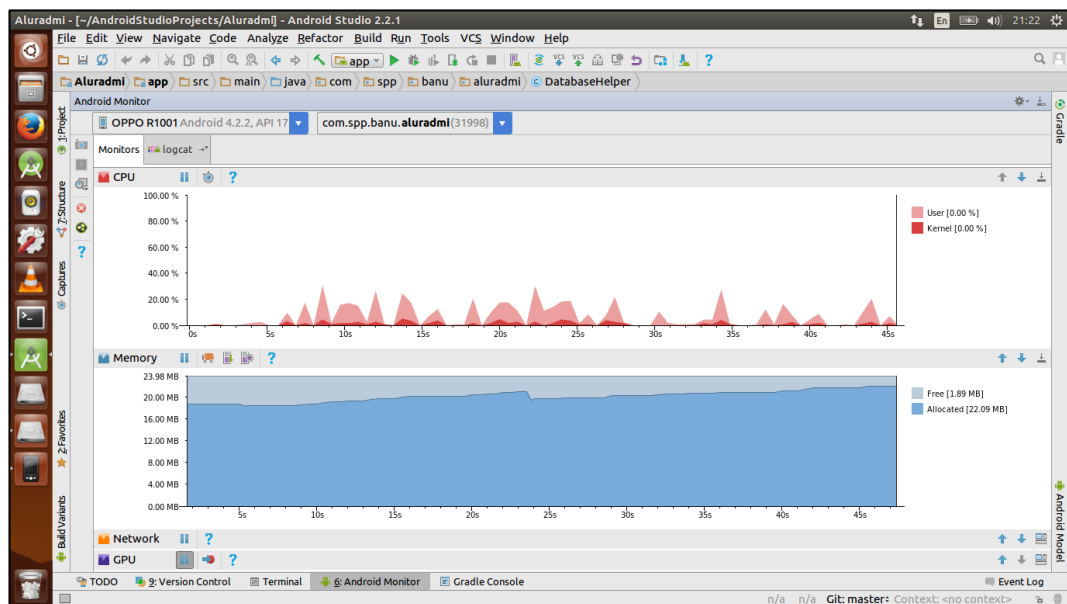 Aluradmi - [~/AndroidStudioProjects/Aluradmi] - Android Studio 2.2.1 En 21:22
File Edit View Navigate Code Analyze Refactor Build Run Tools VCS Window Help
app VCS VCS ?
Aluradmi app src main java com spp banu aluradmi DatabaseHelper
Android Monitor
OPPO R1001 Android 4.2.2, API 17 com.spp.banu.aluradmi (31998)
Monitors logcat
1: Project
7: Structure
Captures
2: Favorites
Build Variants
Gradle
Android Model
CPU ?
100.00 %
80.00 %
60.00 %
40.00 %
20.00 %
0.00 %
0s 5s 10s 15s 20s 25s 30s 35s 40s 45s
User [0.00 %]
Kernel [0.00 %]
Memory ?
23.98 MB
20.00 MB
16.00 MB
12.00 MB
8.00 MB
4.00 MB
0.00 MB
5s 10s 15s 20s 25s 30s 35s 40s 45s
Free [1.89 MB]
Allocated [22.09 MB]
Network ?
GPU ?
TODO 9: Version Control Terminal 6: Android Monitor Gradle Console Event Log
n/a n/a Git: master Context: <no context>